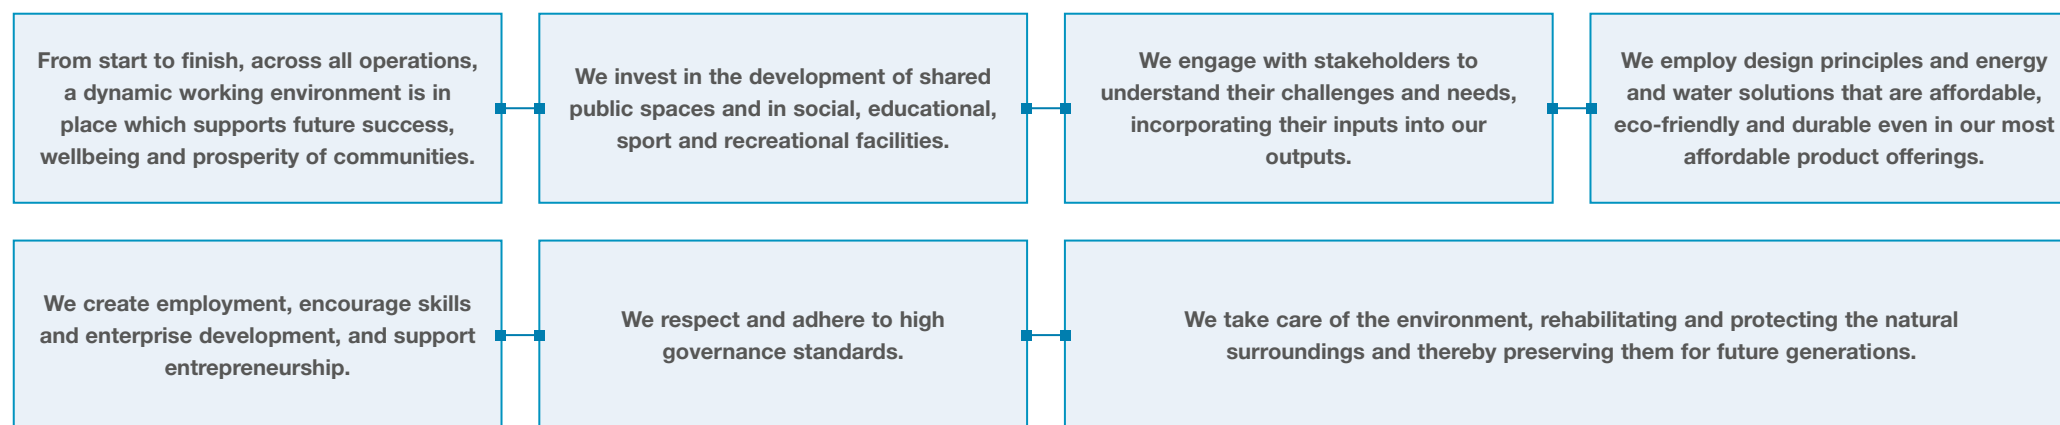 From start to finish, across all operations,
a dynamic working environment is in
place which supports future success,
wellbeing and prosperity of communities.
We invest in the development of shared
public spaces and in social, educational,
sport and recreational facilities.
We engage with stakeholders to
understand their challenges and needs,
incorporating their inputs into our
outputs.
We employ design principles and energy
and water solutions that are affordable,
eco-friendly and durable even in our most
affordable product offerings.
We create employment, encourage skills
and enterprise development, and support
entrepreneurship.
We respect and adhere to high
governance standards.
We take care of the environment, rehabilitating and protecting the natural
surroundings and thereby preserving them for future generations.